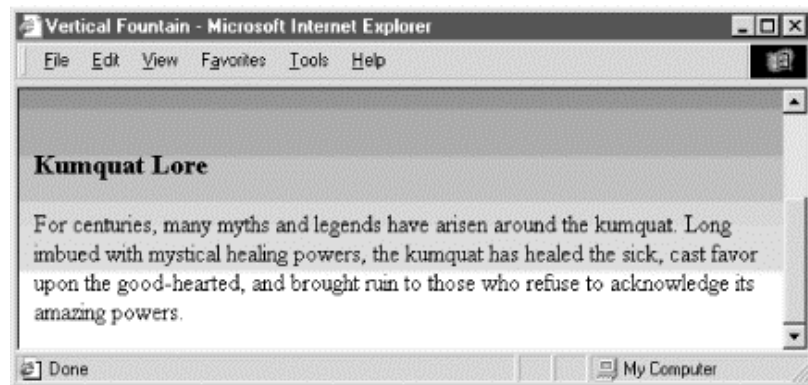 Vertical Fountain - Microsoft Internet Explorer
File Edit View Favorites Tools Help
Kumquat Lore
For centuries, many myths and legends have arisen around the kumquat. Long
imbued with mystical healing powers, the kumquat has healed the sick, cast favor
upon the good-hearted, and brought ruin to those who refuse to acknowledge its
amazing powers.
Done My Computer